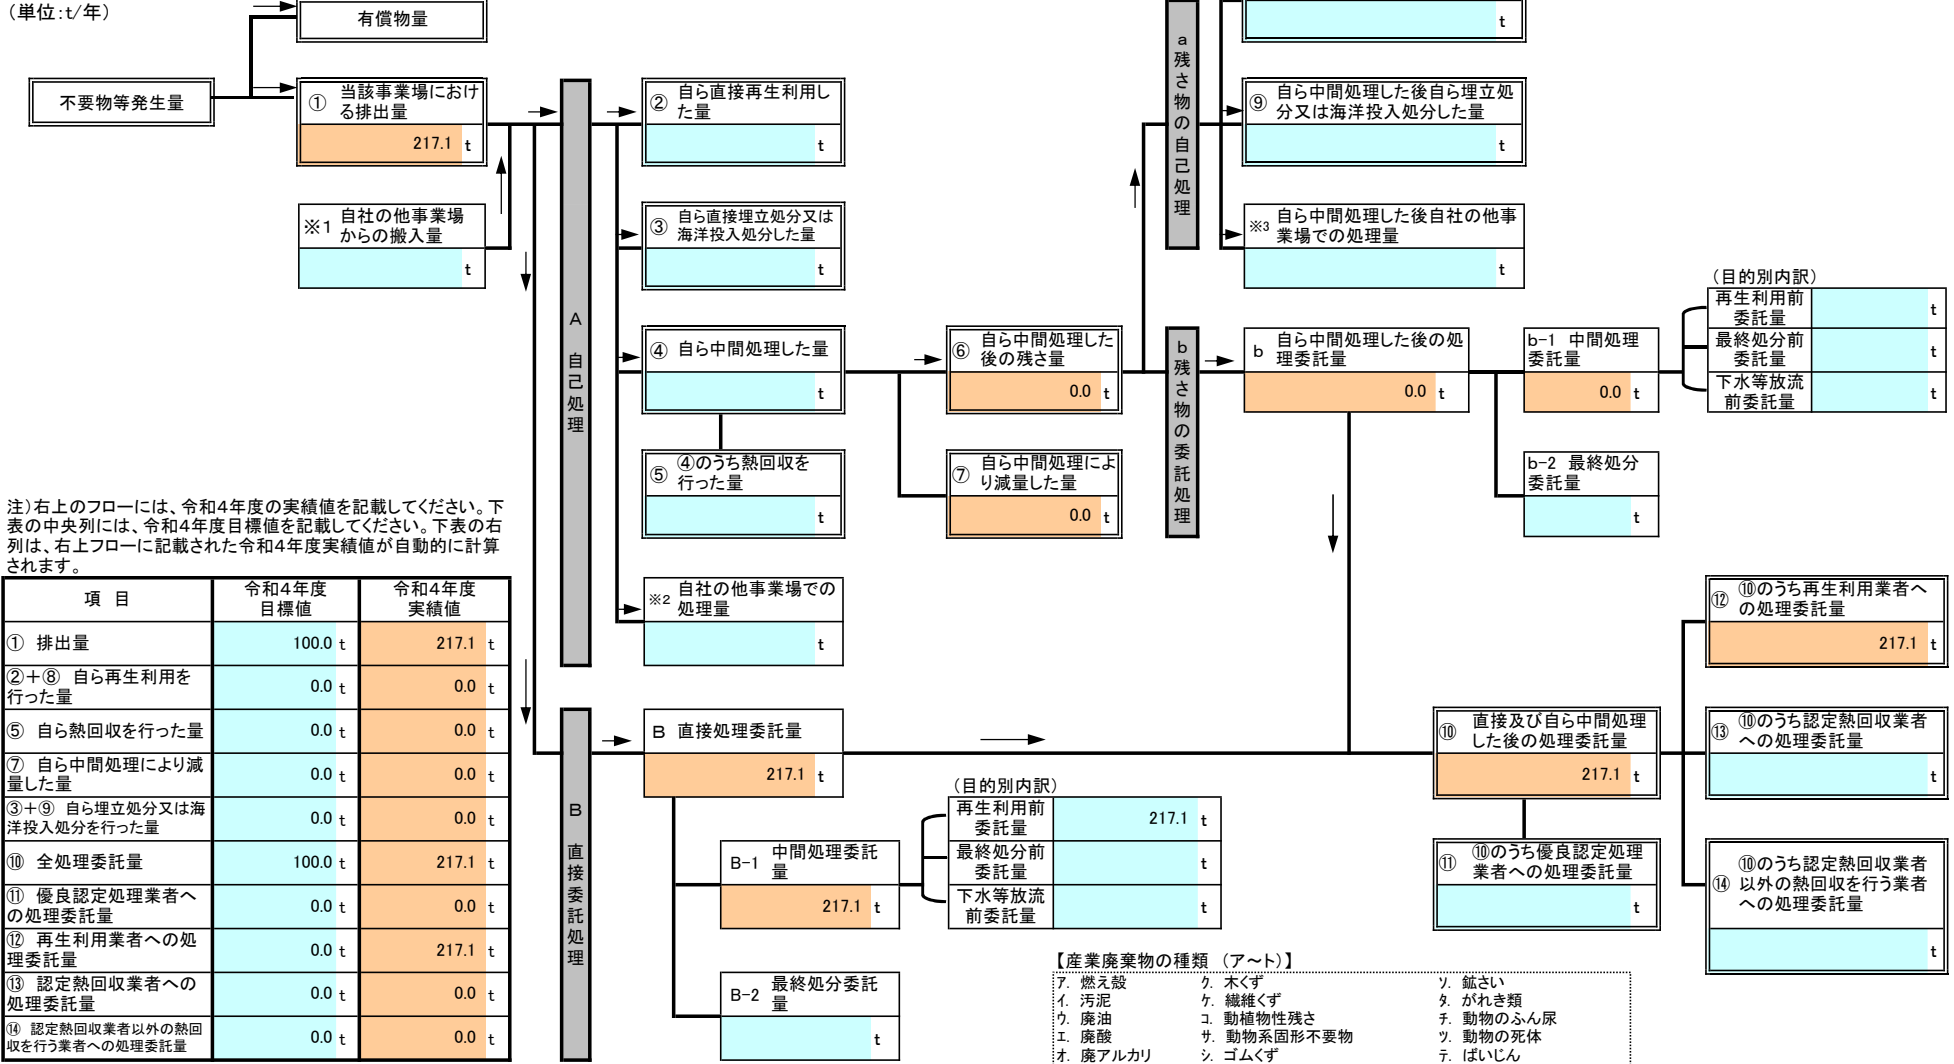 (単位:t/年)
有償物量
不要物等発生量
① 当該事業場におけ
る排出量
217.1 t
※1 自社の他事業場
からの搬入量
t
A 自己処理
② 自ら直接再生利用し
た量
t
③ 自ら直接埋立処分又は
海洋投入処分した量
t
④ 自ら中間処理した量
t
⑤ ④のうち熱回収を
行った量
t
※2 自社の他事業場での
処理量
t
⑥ 自ら中間処理した
後の残さ量
0.0 t
⑦ 自ら中間処理によ
り減量した量
0.0 t
a 残さ物の自己処理
t
⑨ 自ら中間処理した後自ら埋立処
分又は海洋投入処分した量
t
※3 自ら中間処理した後自社の他事
業場での処理量
t
b 残さ物の委託処理
b 自ら中間処理した後の処
理委託量
0.0 t
b-1 中間処理
委託量
0.0 t
b-2 最終処分
委託量
t
(目的別内訳)
再生利用前
委託量
t
最終処分前
委託量
t
下水等放流
前委託量
t
注)右上のフローには、令和4年度の実績値を記載してください。下
表の中央列には、令和4年度目標値を記載してください。下表の右
列は、右上フローに記載された令和4年度実績値が自動的に計算
されます。
項 目
令和4年度
目標値
令和4年度
実績値
① 排出量 100.0 t 217.1 t
②+⑧ 自ら再生利用を
行った量 0.0 t 0.0 t
⑤ 自ら熱回収を行った量 0.0 t 0.0 t
⑦ 自ら中間処理により減
量した量 0.0 t 0.0 t
③+⑨ 自ら埋立処分又は海
洋投入処分を行った量 0.0 t 0.0 t
⑩ 全処理委託量 100.0 t 217.1 t
⑪ 優良認定処理業者へ
の処理委託量 0.0 t 0.0 t
⑫ 再生利用業者への処
理委託量 0.0 t 217.1 t
⑬ 認定熱回収業者への
処理委託量 0.0 t 0.0 t
⑭ 認定熱回収業者以外の熱回
収を行う業者への処理委託量 0.0 t 0.0 t
B 直接委託処理
B 直接処理委託量
217.1 t
B-1 中間処理委託
量
217.1 t
B-2 最終処分委託
量
t
(目的別内訳)
再生利用前
委託量
217.1 t
最終処分前
委託量
t
下水等放流
前委託量
t
⑩ 直接及び自ら中間処理
した後の処理委託量
217.1 t
⑪ ⑩のうち優良認定処理
業者への処理委託量
t
⑫ ⑩のうち再生利用業者へ
の処理委託量
217.1 t
⑬ ⑩のうち認定熱回収業者
への処理委託量
t
⑭ ⑩のうち認定熱回収業者
以外の熱回収を行う業者
への処理委託量
t
【産業廃棄物の種類 (ア~ト)】
ア. 燃え殻 ク. 木くず ソ. 鉱さい
イ. 汚泥 ケ. 繊維くず タ. がれき類
ウ. 廃油 コ. 動植物性残さ チ. 動物のふん尿
エ. 廃酸 サ. 動物系固形不要物 ツ. 動物の死体
オ. 廃アルカリ シ. ゴムくず テ. ばいじん